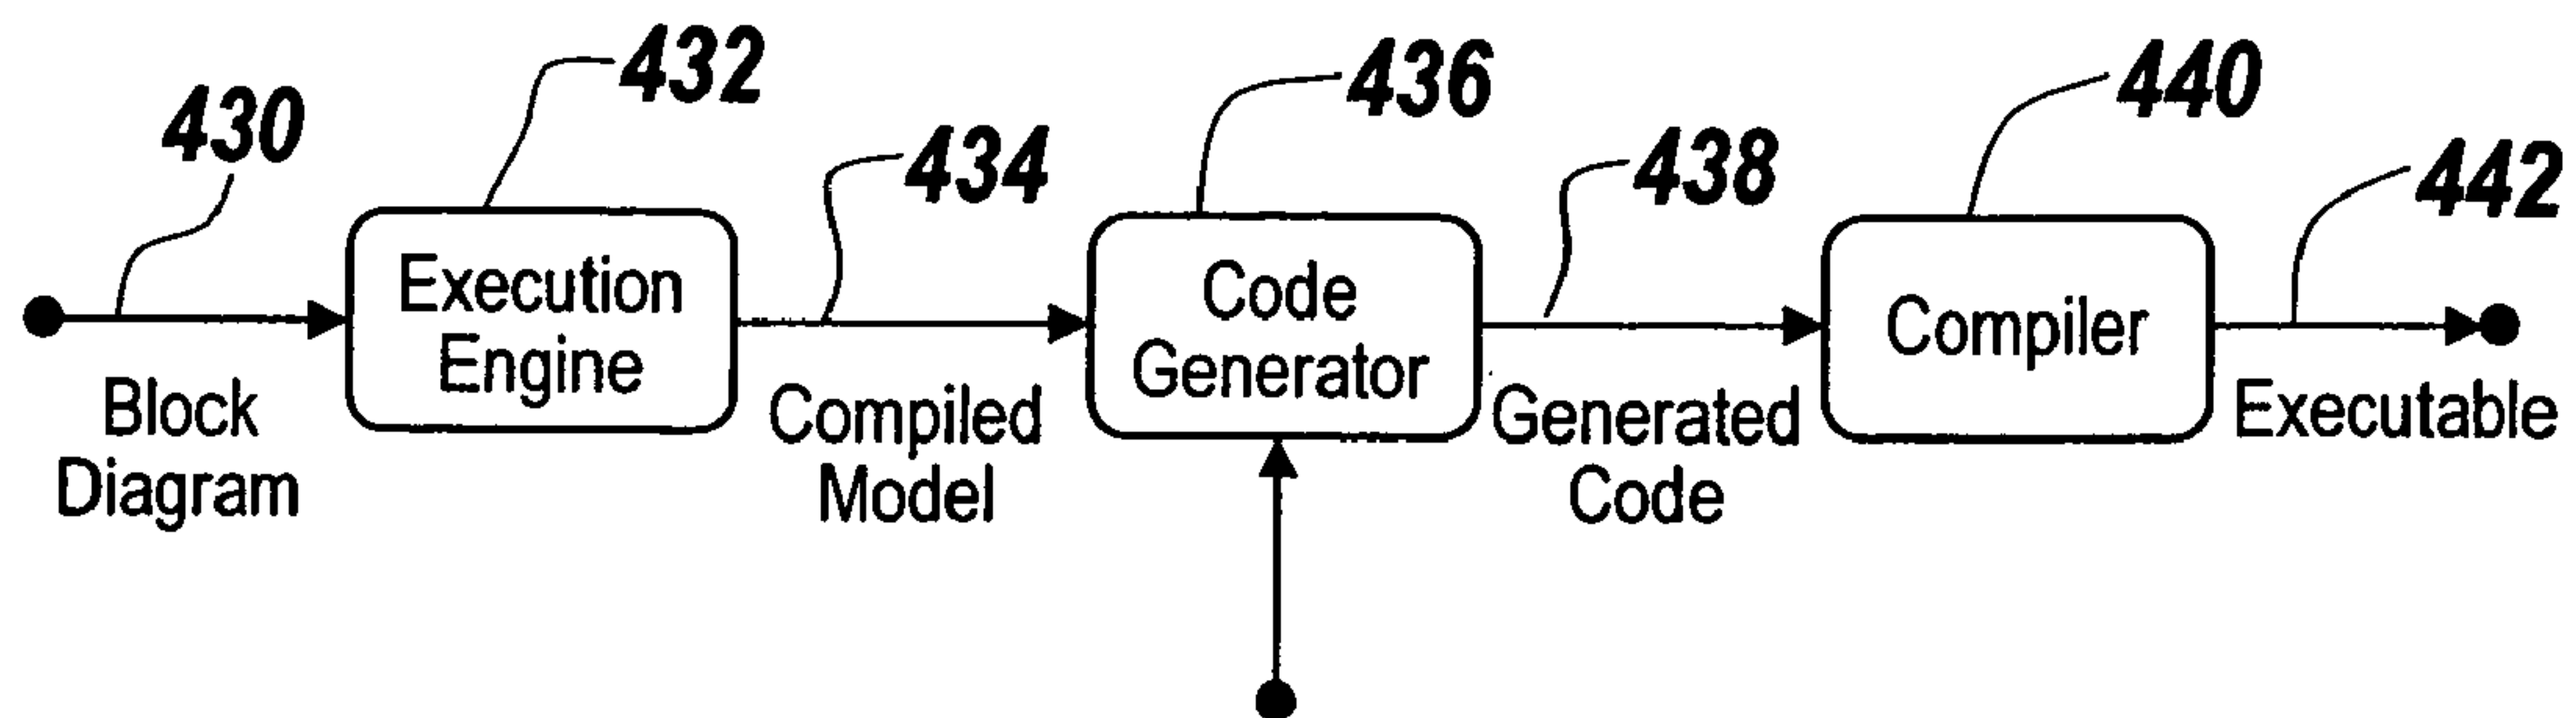 430
432
434
436
438
440
442
Execution
Engine
Code
Generator
Compiler
Block
Diagram
Compiled
Model
Generated
Code
Executable